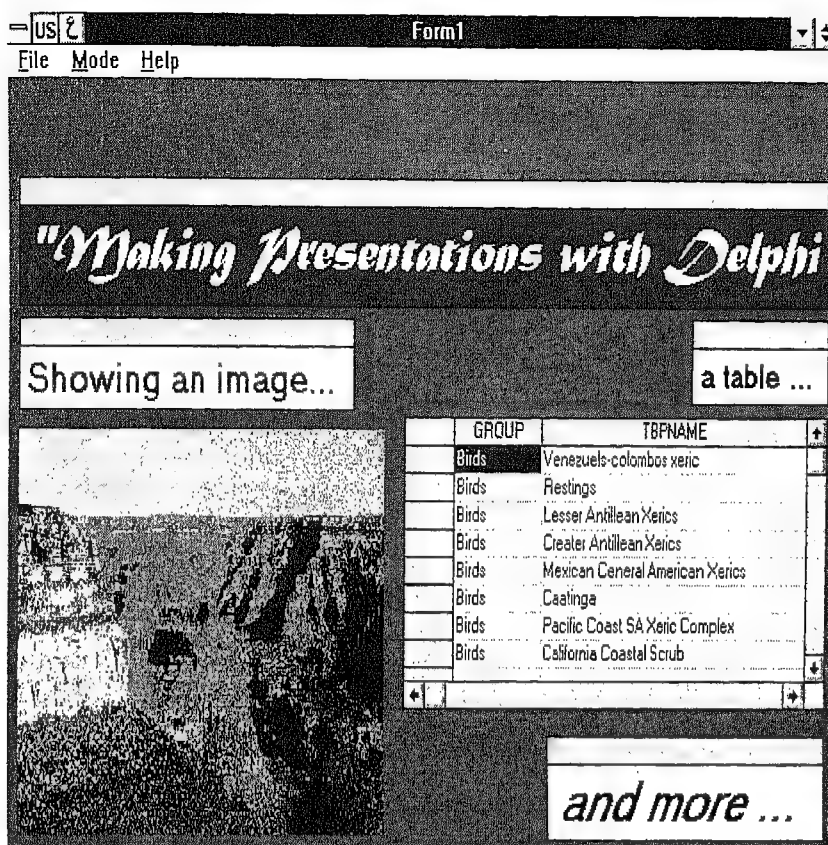 US Form1
File Mode Help
"Making Presentations with Delphi
Showing an image...
a table ...
GROUP TBPNAME
Birds Venezuels-colombos xeric
Birds Restings
Birds Lesser Antillean Xerics
Birds Creater Antillean Xerics
Birds Mexican Ceneral American Xerics
Birds Caatinga
Birds Pacific Coast SA Xeric Complex
Birds California Coastal Scrub
and more ...